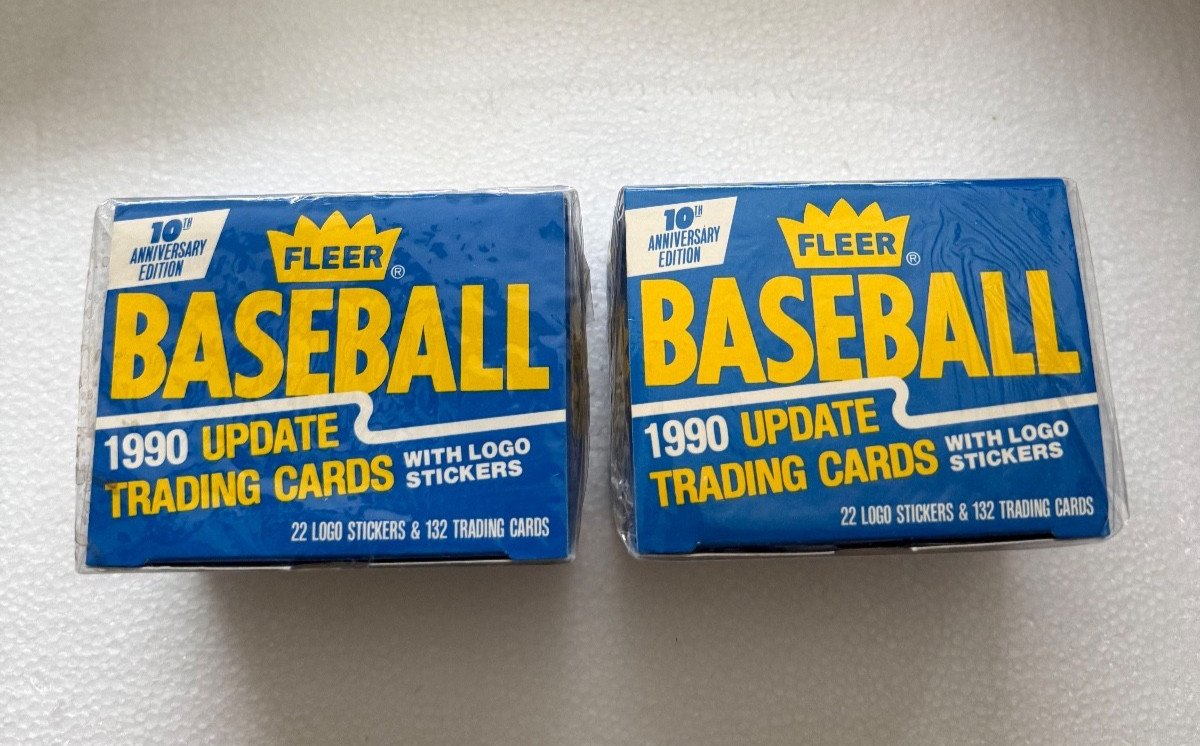 10TH
ANNIVERSARY
EDITION
FLEER®
BASEBALL
1990 UPDATE
TRADING CARDS
WITH LOGO
STICKERS
22 LOGO STICKERS & 132 TRADING CARDS
10TH
ANNIVERSARY
EDITION
FLEER®
BASEBALL
1990 UPDATE
TRADING CARDS
WITH LOGO
STICKERS
22 LOGO STICKERS & 132 TRADING CARDS